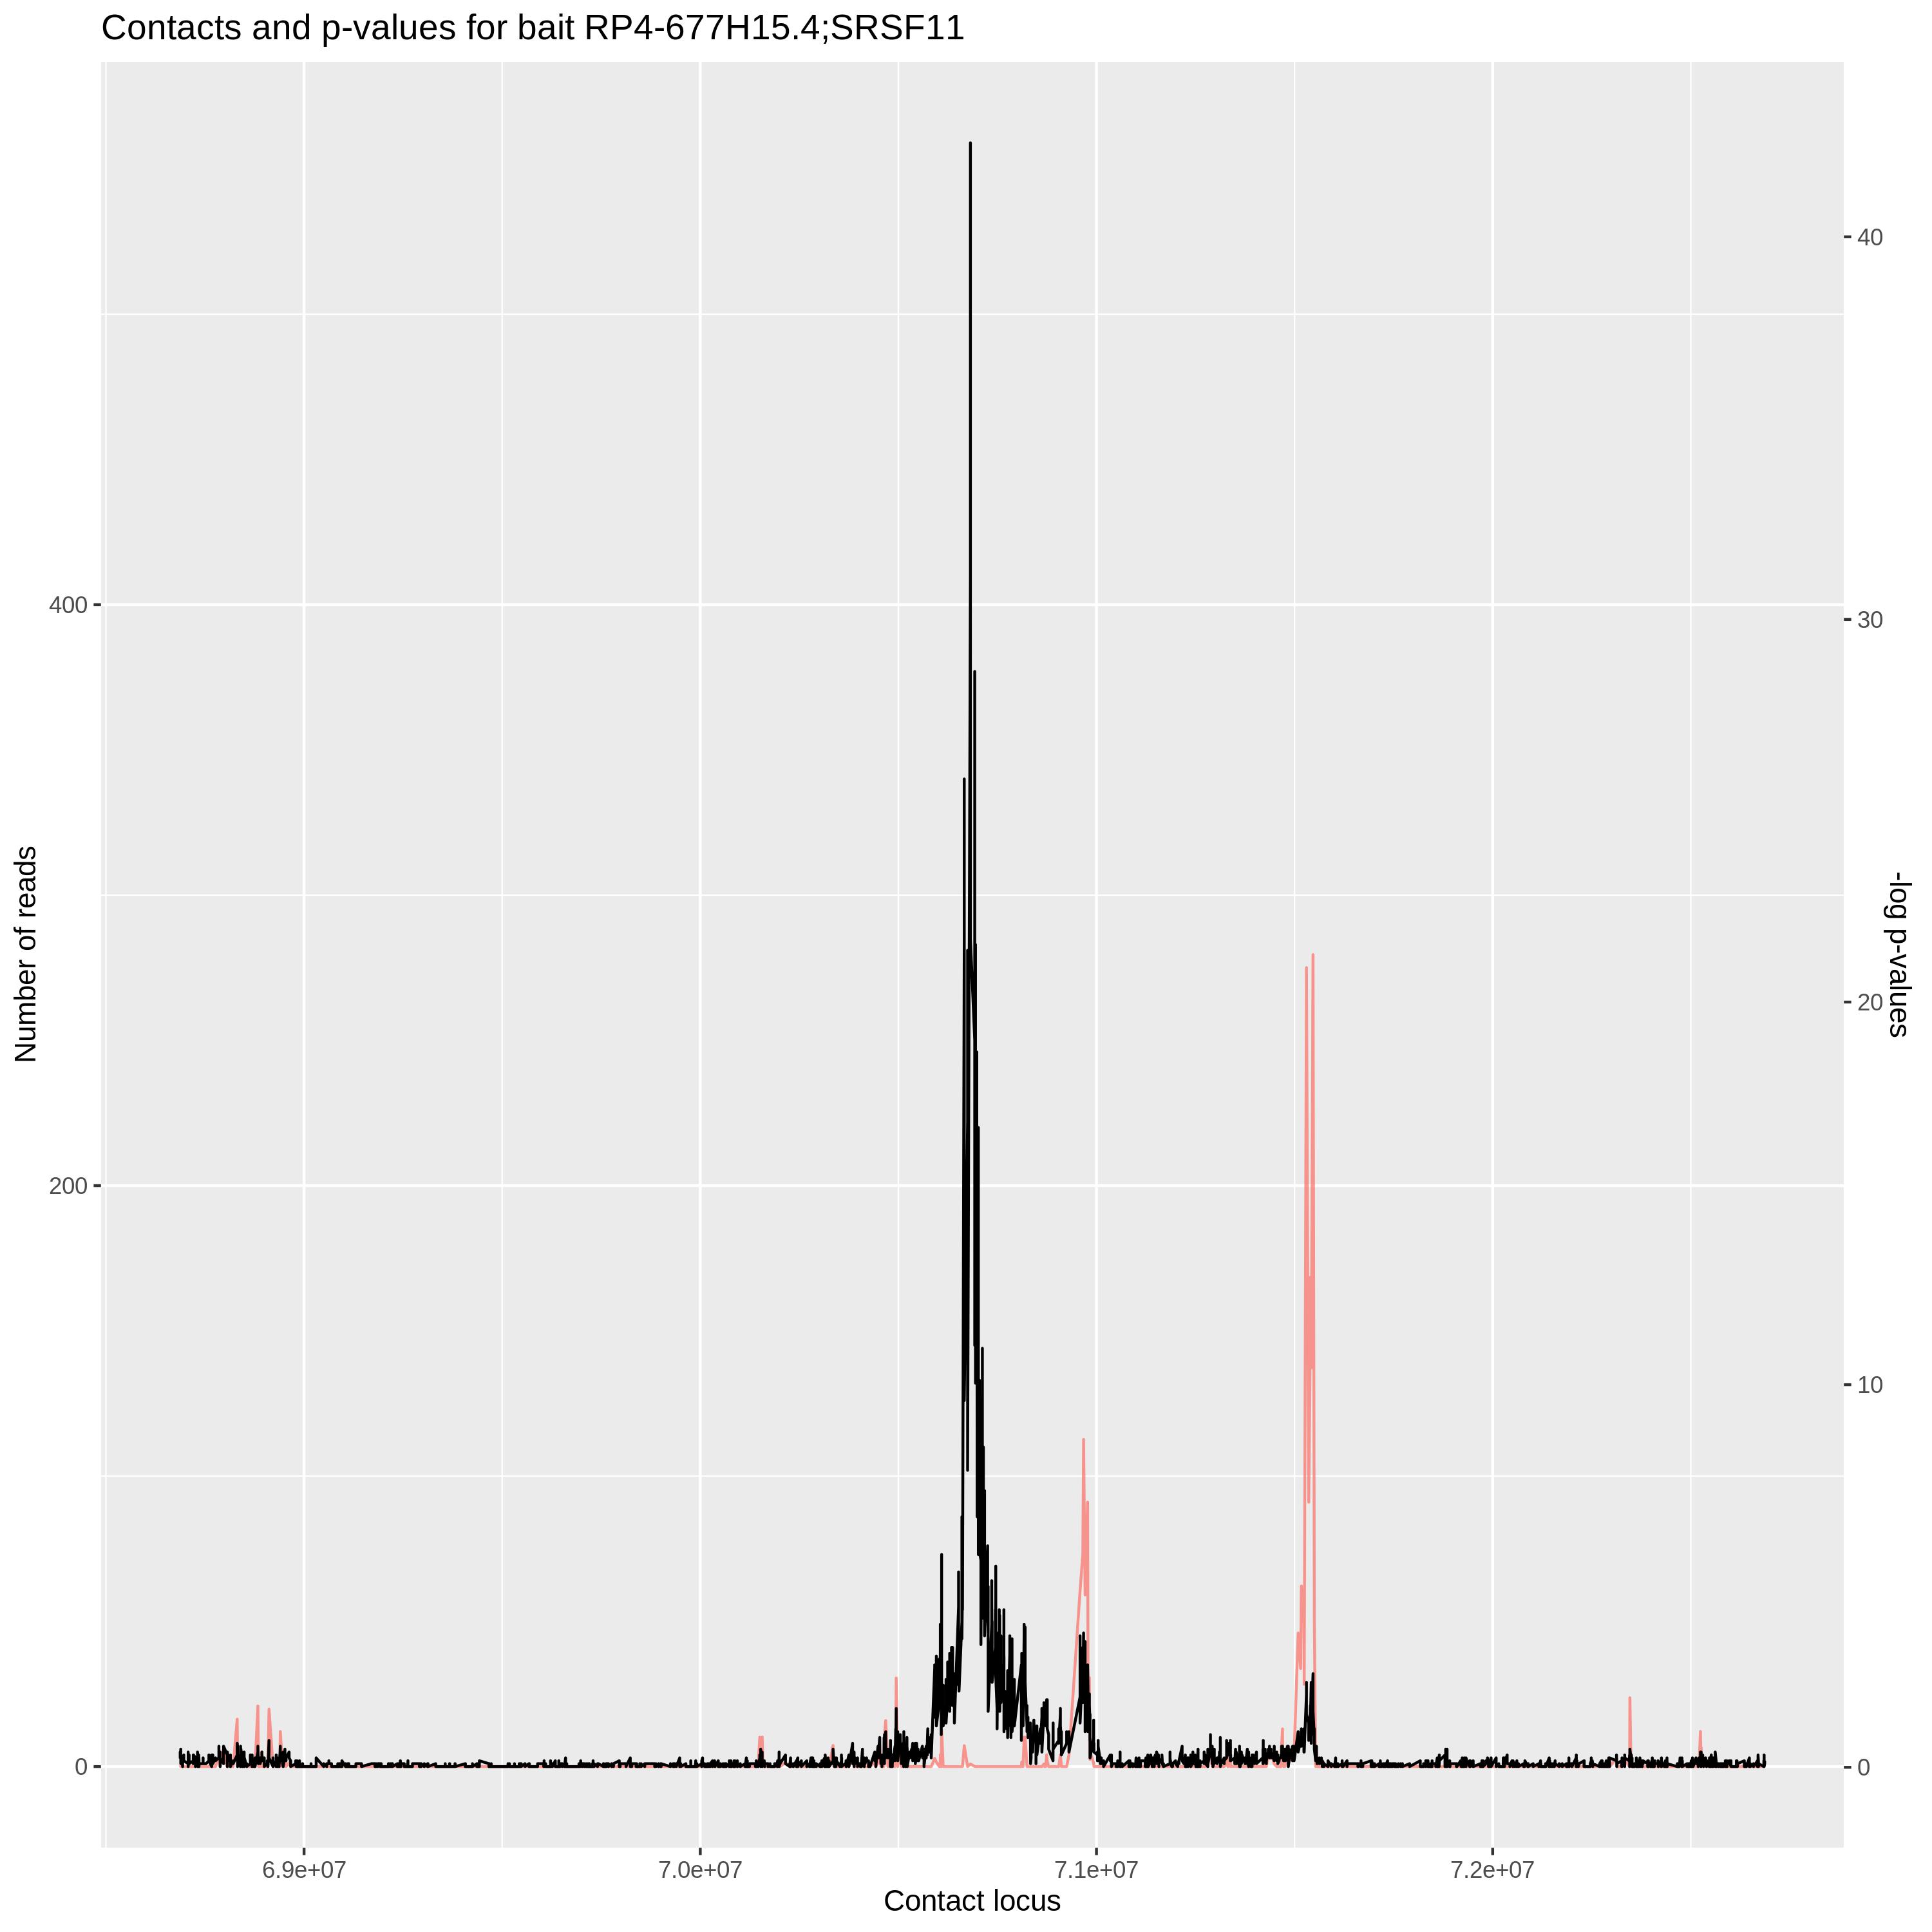 Contacts and p-values for bait RP4-677H15.4;SRSF11
Number of reads
400
200
0
40
30
20
10
0
-log p-values
6.9e+07
7.0e+07
7.1e+07
7.2e+07
Contact locus